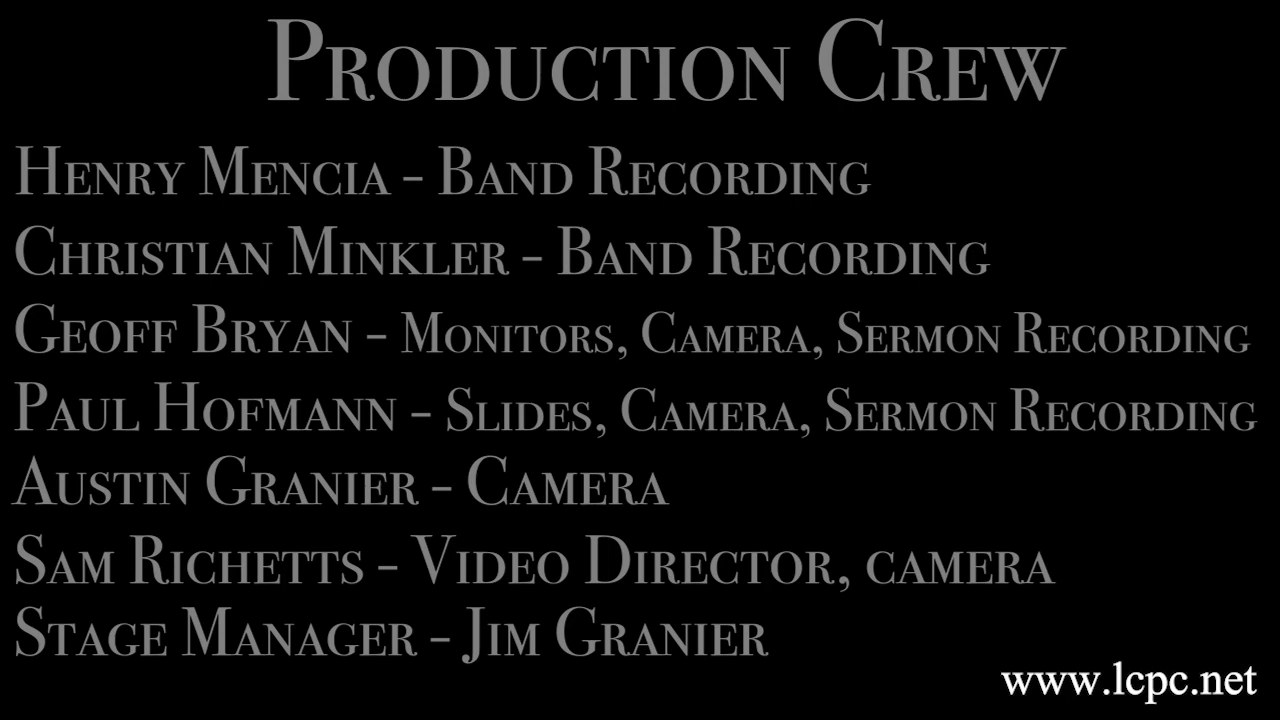 Production Crew
Henry Mencia - Band Recording
Christian Minkler - Band Recording
Geoff Bryan - Monitors, Camera, Sermon Recording
Paul Hofmann - Slides, Camera, Sermon Recording
Austin Granier - Camera
Sam Richetts - Video Director, camera
Stage Manager - Jim Granier
www.lcpc.net